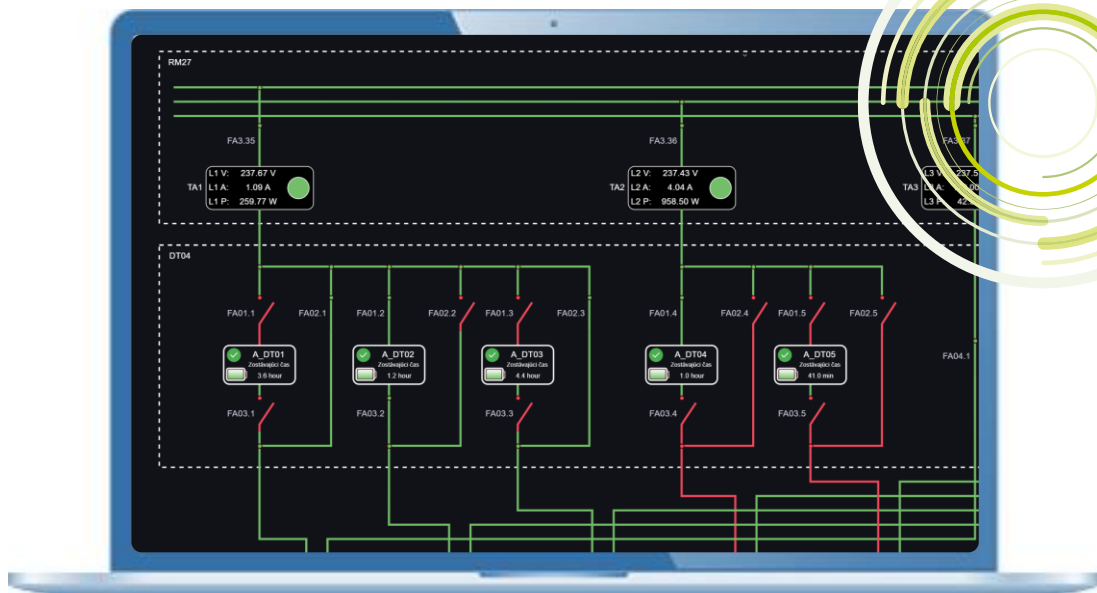 RM27
FA3.35
FA3.36
TA1
L1 V: 237.67 V
L1 A: 1.09 A
L1 P: 259.77 W
TA2
L2 V: 237.43 V
L2 A: 4.04 A
L2 P: 958.50 W
TA3
L3 V: 237.5
DT04
FA01.1
FA02.1
FA01.2
FA02.2
FA01.3
FA02.3
FA01.4
FA02.4
FA01.5
FA02.5
A_DT01
Zostávajúci čas
3.6 hour
A_DT02
Zostávajúci čas
1.2 hour
A_DT03
Zostávajúci čas
4.4 hour
A_DT04
Zostávajúci čas
1.0 hour
A_DT05
Zostávajúci čas
41.0 min
FA04.1
FA03.1
FA03.2
FA03.3
FA03.4
FA03.5